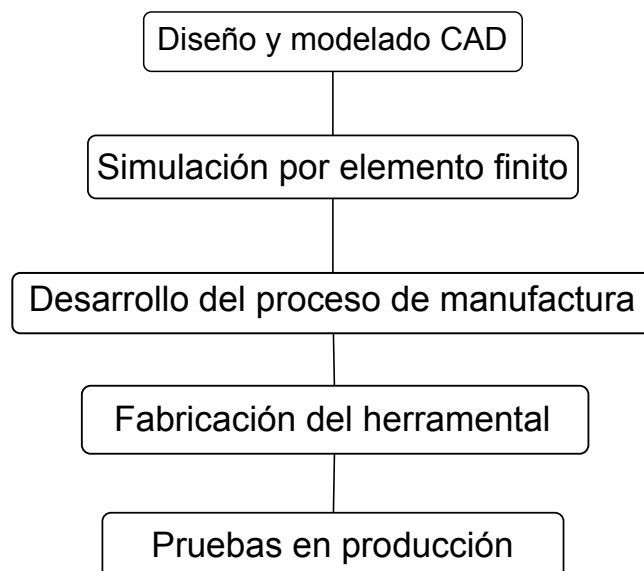 Diseño y modelado CAD
Simulación por elemento finito
Desarrollo del proceso de manufactura
Fabricación del herramental
Pruebas en producción